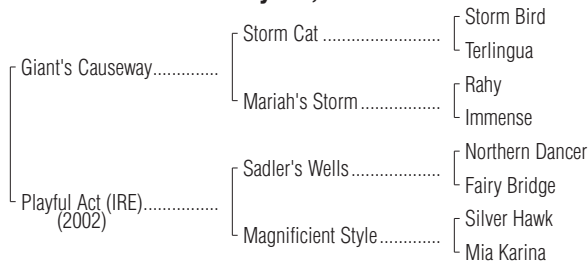 Storm Bird
Storm Cat ......................
Terlingua
Giant's Causeway..............
Rahy
Mariah's Storm.................
Immense
Northern Dancer
Sadler's Wells...................
Fairy Bridge
Playful Act (IRE)................
(2002)
Silver Hawk
Magnificient Style.............
Mia Karina